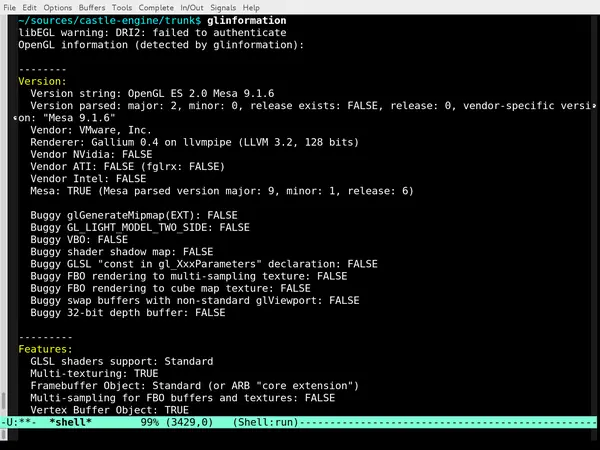 File Edit Options Buffers Tools Complete In/Out Signals Help
~/sources/castle-engine/trunk$ glinformation
libEGL warning: DRI2: failed to authenticate
OpenGL information (detected by glinformation):
--------
Version:
Version string: OpenGL ES 2.0 Mesa 9.1.6
Version parsed: major: 2, minor: 0, release exists: FALSE, release: 0, vendor-specific versi
on: "Mesa 9.1.6"
Vendor: VMware, Inc.
Renderer: Gallium 0.4 on llvmpipe (LLVM 3.2, 128 bits)
Vendor NVidia: FALSE
Vendor ATI: FALSE (fglrx: FALSE)
Vendor Intel: FALSE
Mesa: TRUE (Mesa parsed version major: 9, minor: 1, release: 6)
Buggy glGenerateMipmap(EXT): FALSE
Buggy GL_LIGHT_MODEL_TWO_SIDE: FALSE
Buggy VBO: FALSE
Buggy shader shadow map: FALSE
Buggy GLSL "const in gl_XxxParameters" declaration: FALSE
Buggy FBO rendering to multi-sampling texture: FALSE
Buggy FBO rendering to cube map texture: FALSE
Buggy swap buffers with non-standard glViewport: FALSE
Buggy 32-bit depth buffer: FALSE
---------
Features:
GLSL shaders support: Standard
Multi-texturing: TRUE
Framebuffer Object: Standard (or ARB "core extension")
Multi-sampling for FBO buffers and textures: FALSE
Vertex Buffer Object: TRUE
-U:**- *shell* 99% (3429,0) (Shell:run)-----------------------------------------------